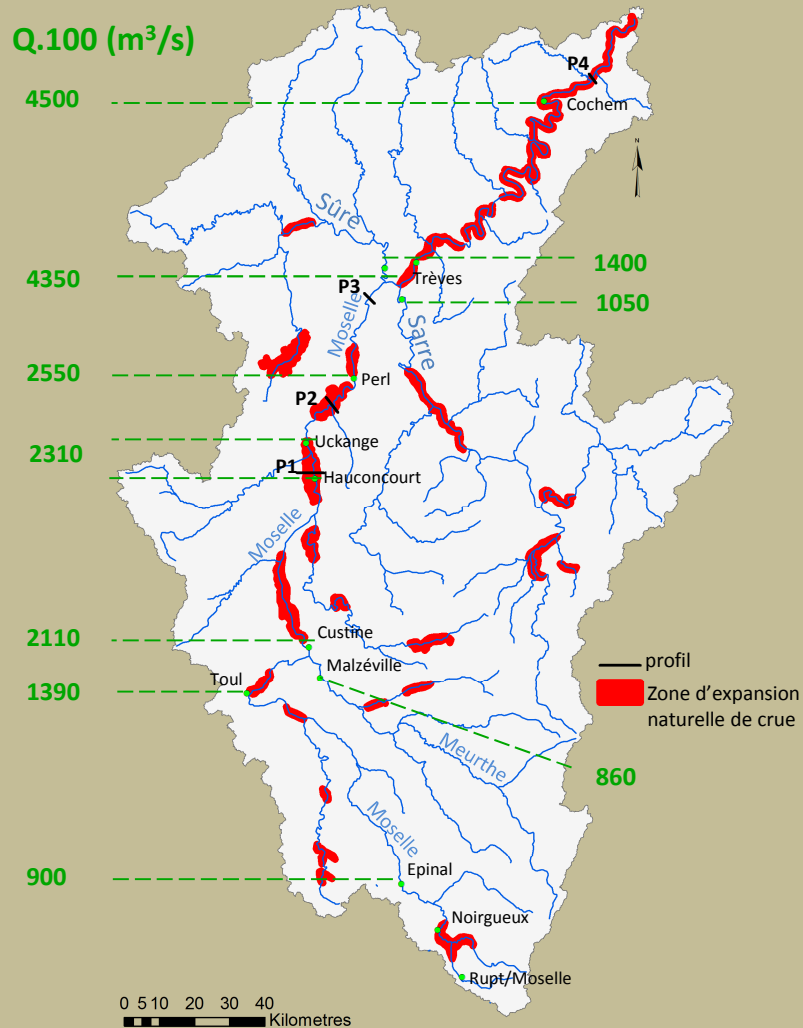 Q.100 (m³/s)
P4
4500
Cochem
N
Sûre
1400
4350
Trèves
P3
1050
Moselle
Sarre
2550
Perl
P2
Uckange
2310
P1
Hauconcourt
Moselle
2110
Custine
profil
Toul
Malzéville
1390
Zone d'expansion
naturelle de crue
Meurthe
860
Moselle
900
Epinal
Noirgueux
Rupt/Moselle
0 5 10 20 30 40
Kilometres